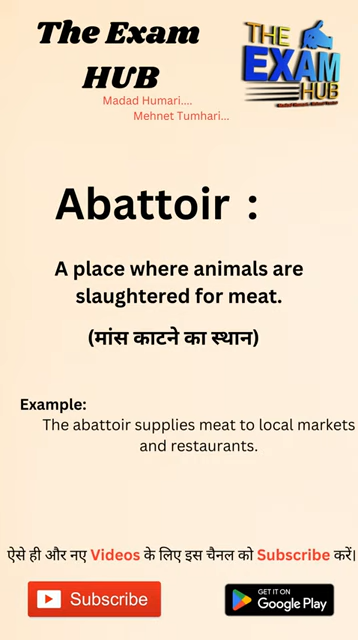 The Exam
HUB
Madad Humari....
Mehnet Tumhari...
THE
EXAM
HUB
Abattoir :
A place where animals are
slaughtered for meat.
(मांस काटने का स्थान)
Example:
The abattoir supplies meat to local markets
and restaurants.
ऐसे ही और नए Videos के लिए इस चैनल को Subscribe करें।
Subscribe
GET IT ON
Google Play